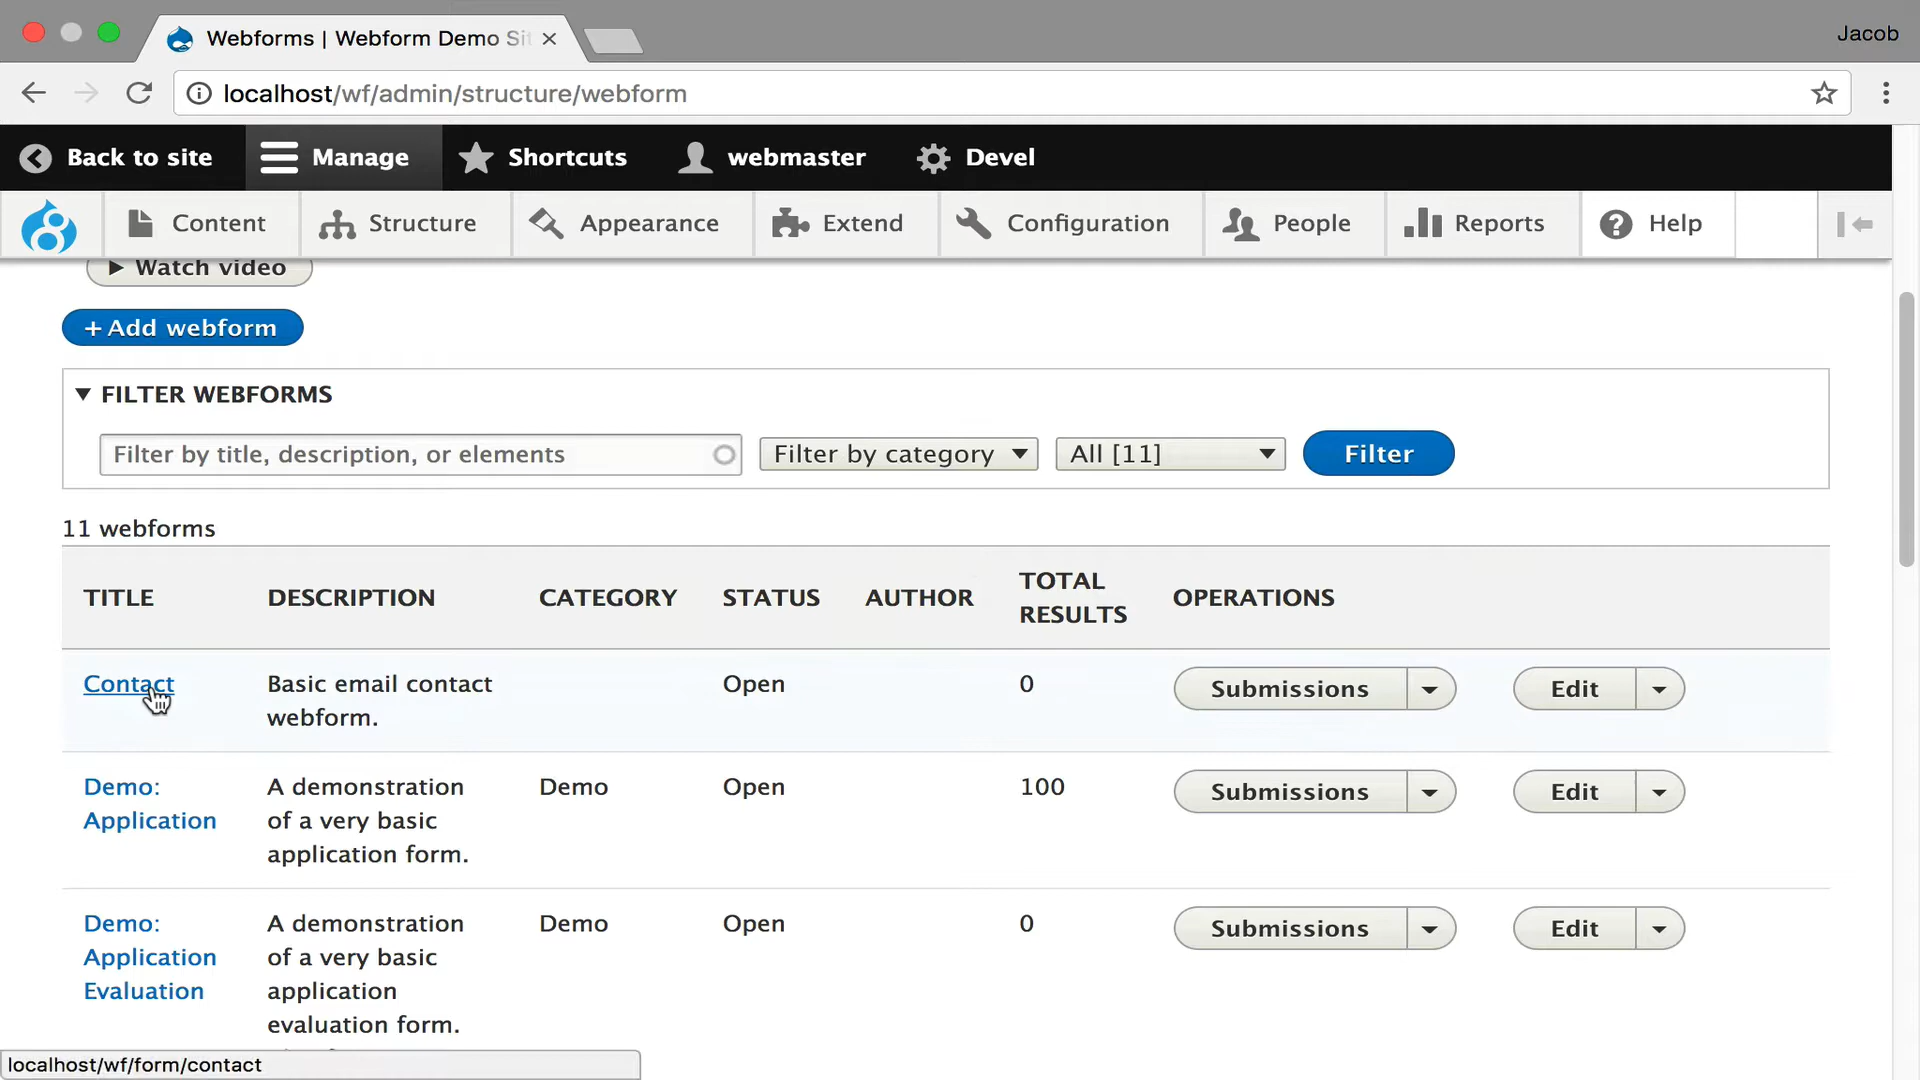 Webforms | Webform Demo Si
Jacob
localhost/wf/admin/structure/webform
Back to site
Manage
Shortcuts
webmaster
Devel
Content
Structure
Appearance
Extend
Configuration
People
Reports
Help
Watch video
+ Add webform
FILTER WEBFORMS
Filter by title, description, or elements
Filter by category
All [11]
Filter
11 webforms
TITLE
DESCRIPTION
CATEGORY
STATUS
AUTHOR
TOTAL
RESULTS
OPERATIONS
Contact
Basic email contact
webform.
Open
0
Submissions
Edit
Demo:
Application
A demonstration
of a very basic
application form.
Demo
Open
100
Submissions
Edit
Demo:
Application
Evaluation
A demonstration
of a very basic
application
evaluation form.
Demo
Open
0
Submissions
Edit
localhost/wf/form/contact